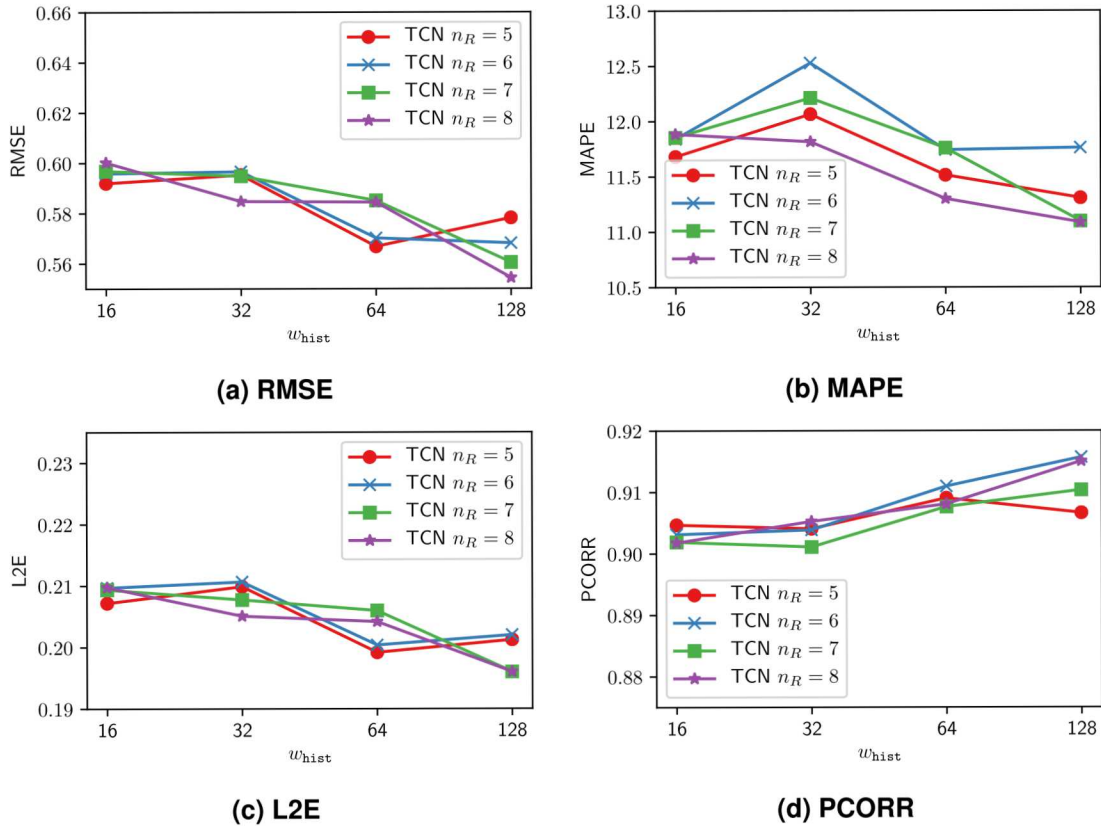 0.66
0.64
0.62
0.60
0.58
0.56
RMSE
TCN n_R = 5
TCN n_R = 6
TCN n_R = 7
TCN n_R = 8
16 32 64 128
w_hist
(a) RMSE
13.0
12.5
12.0
11.5
11.0
10.5
MAPE
TCN n_R = 5
TCN n_R = 6
TCN n_R = 7
TCN n_R = 8
16 32 64 128
w_hist
(b) MAPE
0.23
0.22
0.21
0.20
0.19
L2E
TCN n_R = 5
TCN n_R = 6
TCN n_R = 7
TCN n_R = 8
16 32 64 128
w_hist
(c) L2E
0.92
0.91
0.90
0.89
0.88
PCORR
TCN n_R = 5
TCN n_R = 6
TCN n_R = 7
TCN n_R = 8
16 32 64 128
w_hist
(d) PCORR